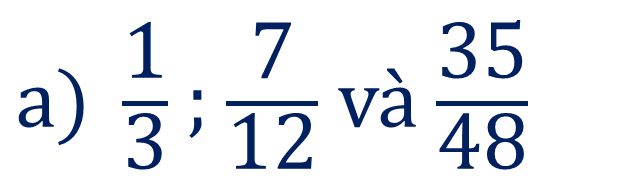 a) 1/3 ; 7/12 và 35/48